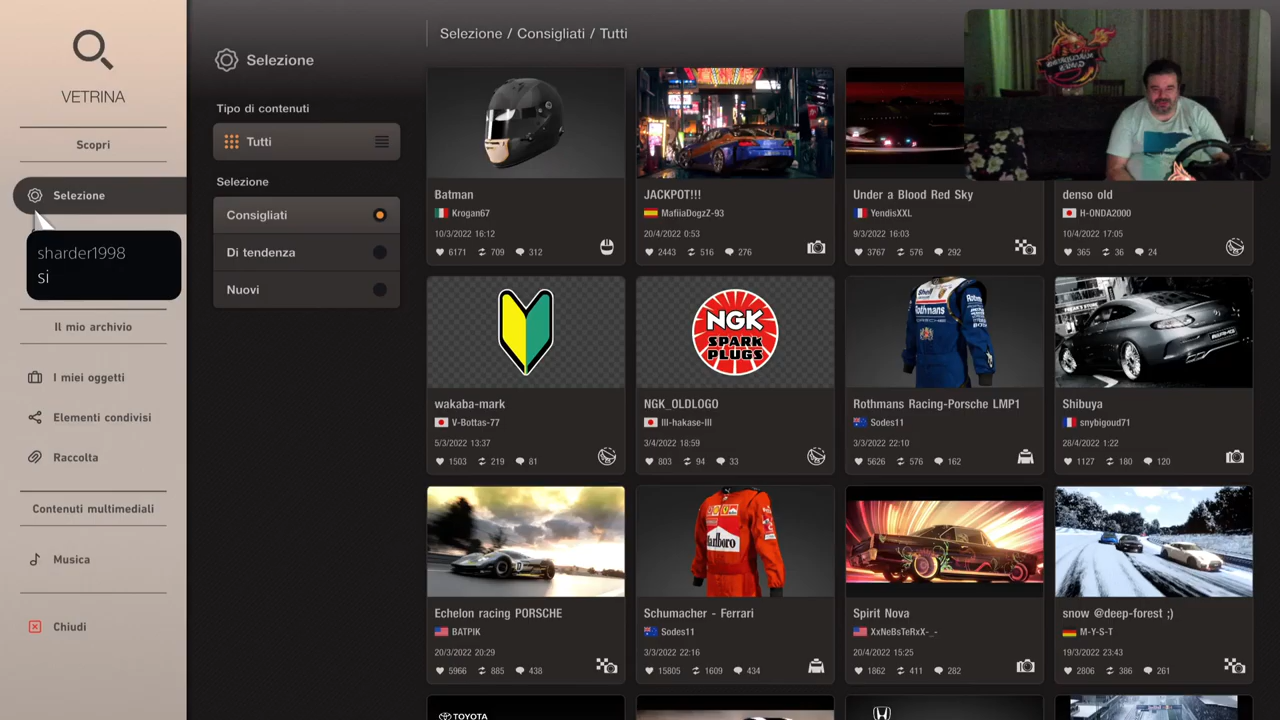 VETRINA
Scopri
Selezione
sharder1998
si
Il mio archivio
I miei oggetti
Elementi condivisi
Raccolta
Contenuti multimediali
Musica
Chiudi
Selezione
Tipo di contenuti
Tutti
Selezione
Consigliati
Di tendenza
Nuovi
Selezione / Consigliati / Tutti
Batman
Krogan67
10/3/2022 16:12
6171 709 312
JACKPOT!!!
MafiiaDogzZ-93
20/4/2022 0:53
2443 516 276
Under a Blood Red Sky
YendisXXL
9/3/2022 16:03
3767 576 292
denso old
H-ONDA2000
10/4/2022 17:05
365 36 24
wakaba-mark
V-Bottas-77
5/3/2022 13:37
1503 219 81
NGK
SPARK
PLUGS
NGK_OLDLOGO
III-hakase-III
3/4/2022 18:59
803 94 33
Rothmans
Rothmans Racing-Porsche LMP1
Sodes11
3/3/2022 22:10
5626 576 162
Shibuya
snybigoud71
28/4/2022 1:22
1127 180 120
Echelon racing PORSCHE
BATPIK
20/3/2022 20:29
5966 885 438
Marlboro
Schumacher - Ferrari
Sodes11
3/3/2022 22:16
15805 1609 434
Spirit Nova
XxNeBsTeRxX-_-
20/4/2022 15:25
1862 411 282
snow @deep-forest ;)
M-Y-S-T
19/3/2022 23:43
2806 386 261
TOYOTA
HONDA